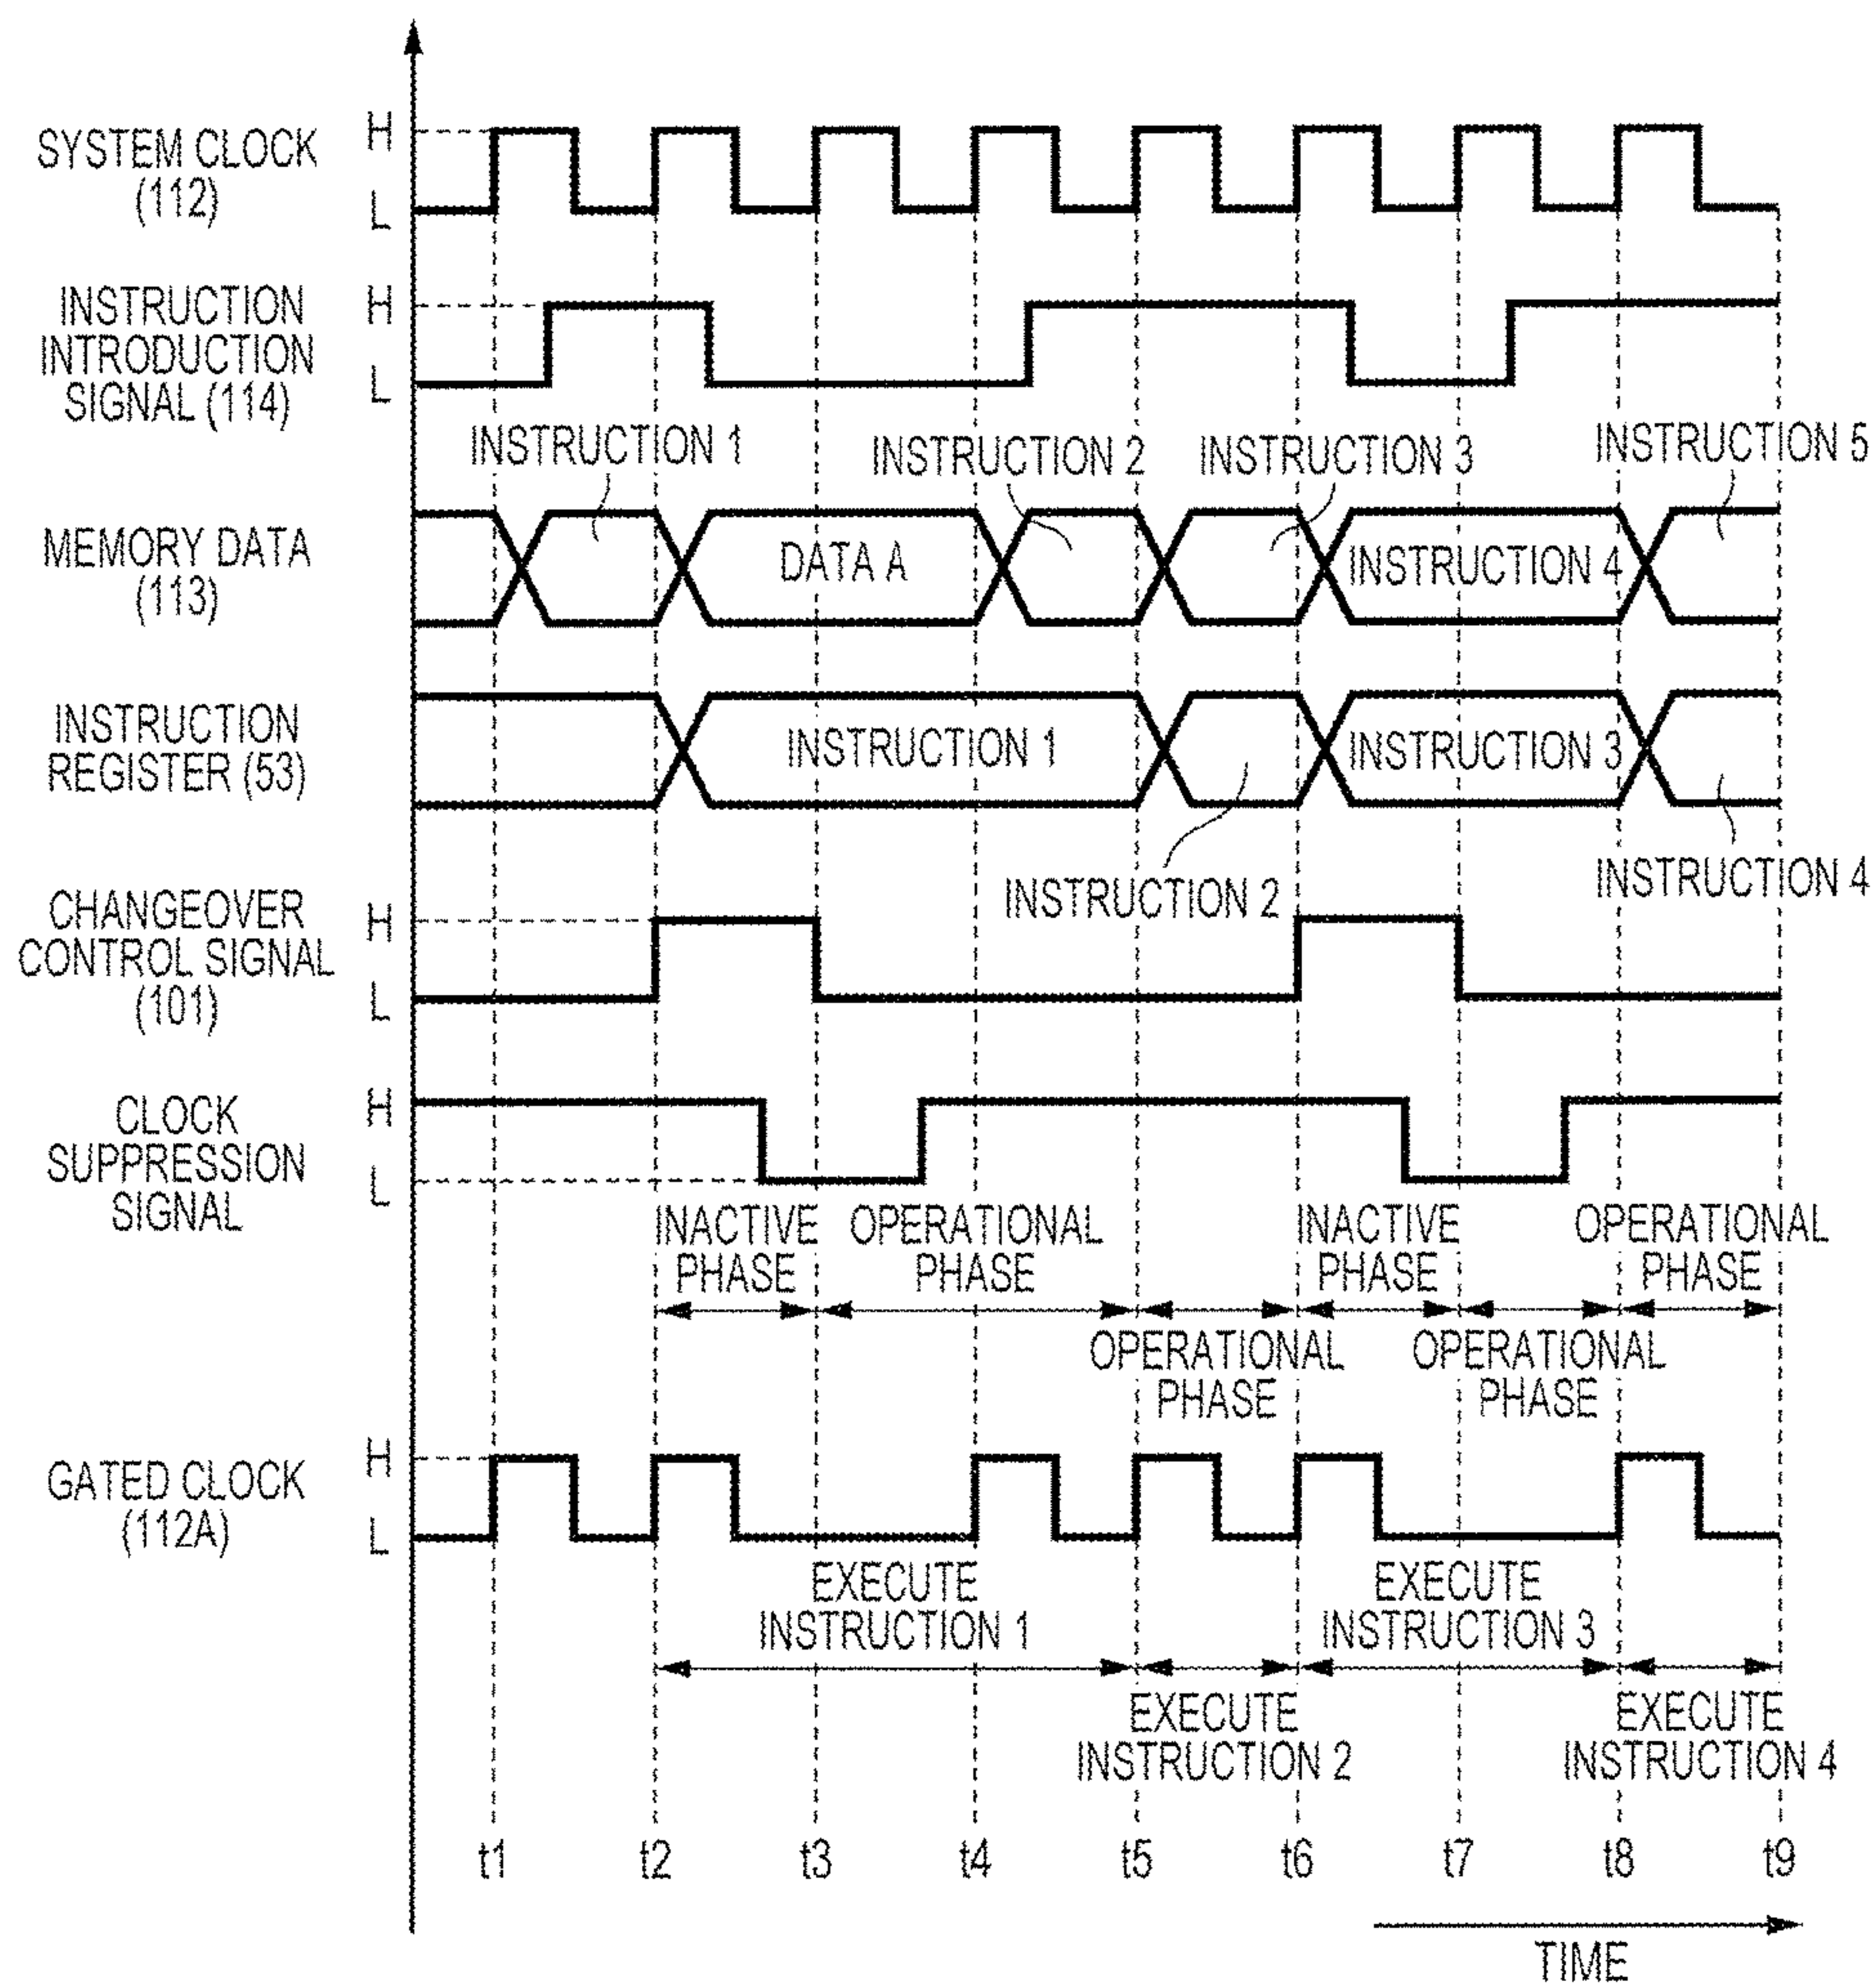 SYSTEM CLOCK
(112)
H
L
INSTRUCTION
INTRODUCTION
SIGNAL (114)
H
L
INSTRUCTION 1
INSTRUCTION 2
INSTRUCTION 3
INSTRUCTION 5
MEMORY DATA
(113)
DATA A
INSTRUCTION 4
INSTRUCTION
REGISTER (53)
INSTRUCTION 1
INSTRUCTION 3
INSTRUCTION 2
INSTRUCTION 4
CHANGEOVER
CONTROL SIGNAL
(101)
H
L
CLOCK
SUPPRESSION
SIGNAL
H
L
INACTIVE
PHASE
OPERATIONAL
PHASE
INACTIVE
PHASE
OPERATIONAL
PHASE
OPERATIONAL
PHASE
OPERATIONAL
PHASE
GATED CLOCK
(112A)
H
L
EXECUTE
INSTRUCTION 1
EXECUTE
INSTRUCTION 3
EXECUTE
INSTRUCTION 2
EXECUTE
INSTRUCTION 4
t1 t2 t3 t4 t5 t6 t7 t8 t9
TIME